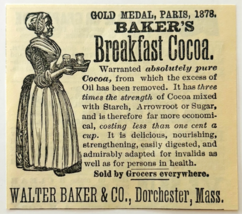 GOLD MEDAL, PARIS, 1878.
BAKER'S
Breakfast Cocoa.
Warranted absolutely pure
Cocoa, from which the excess of
Oil has been removed. It has three
times the strength of Cocoa mixed
with Starch, Arrowroot or Sugar,
and is therefore far more economi-
cal, costing less than one cent a
cup. It is delicious, nourishing,
strengthening, easily digested, and
admirably adapted for invalids as
well as for persons in health.
Sold by Grocers everywhere.
WALTER BAKER & CO., Dorchester, Mass.